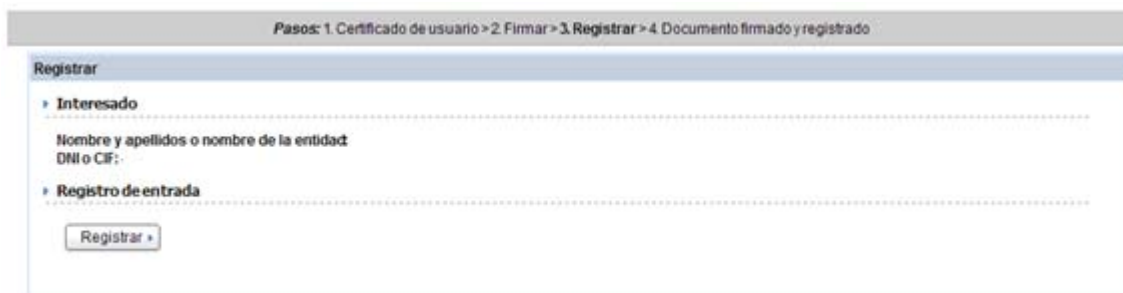 Pasos: 1. Certificado de usuario > 2. Firmar > 3. Registrar > 4. Documento firmado y registrado
Registrar
Interesado
Nombre y apellidos o nombre de la entidad:
DNI o CIF:
Registro de entrada
Registrar